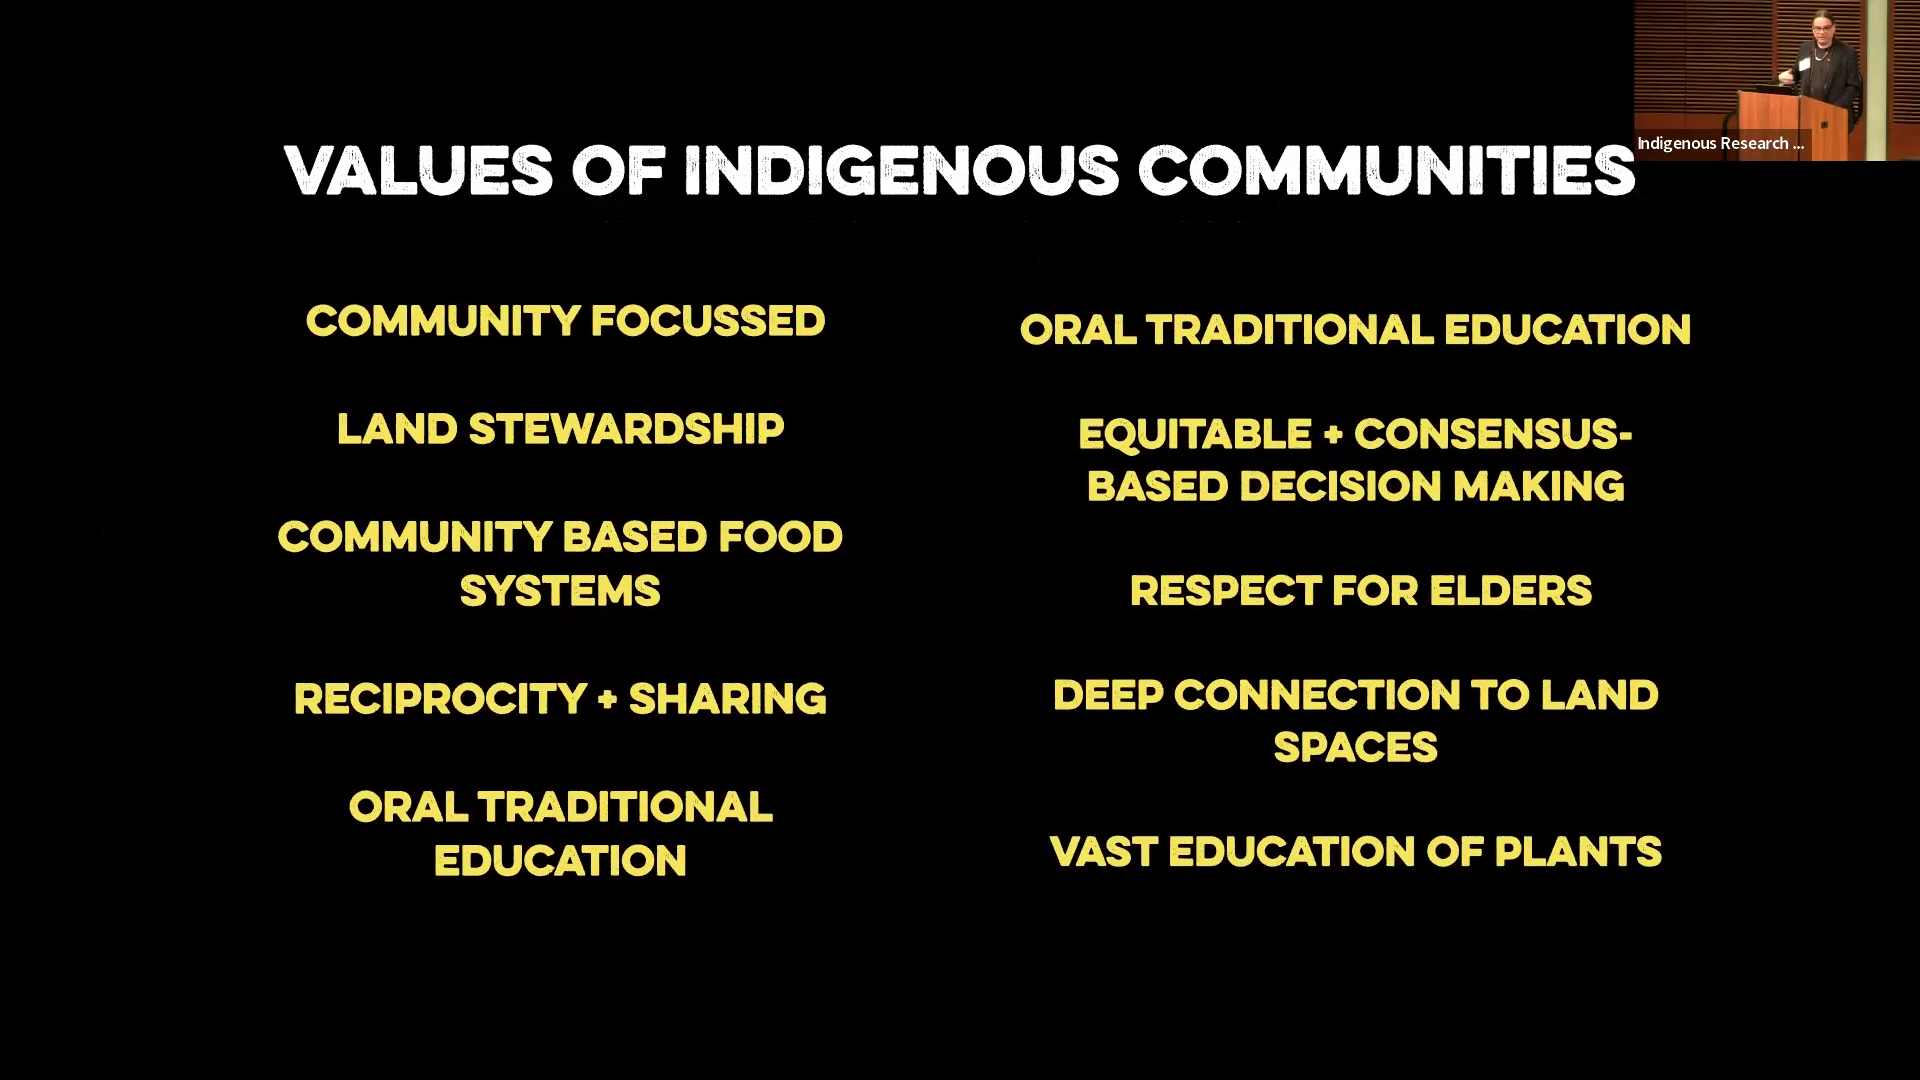 VALUES OF INDIGENOUS COMMUNITIES
Indigenous Research ...
COMMUNITY FOCUSSED
LAND STEWARDSHIP
COMMUNITY BASED FOOD
SYSTEMS
RECIPROCITY + SHARING
ORAL TRADITIONAL
EDUCATION
ORAL TRADITIONAL EDUCATION
EQUITABLE + CONSENSUS-
BASED DECISION MAKING
RESPECT FOR ELDERS
DEEP CONNECTION TO LAND
SPACES
VAST EDUCATION OF PLANTS